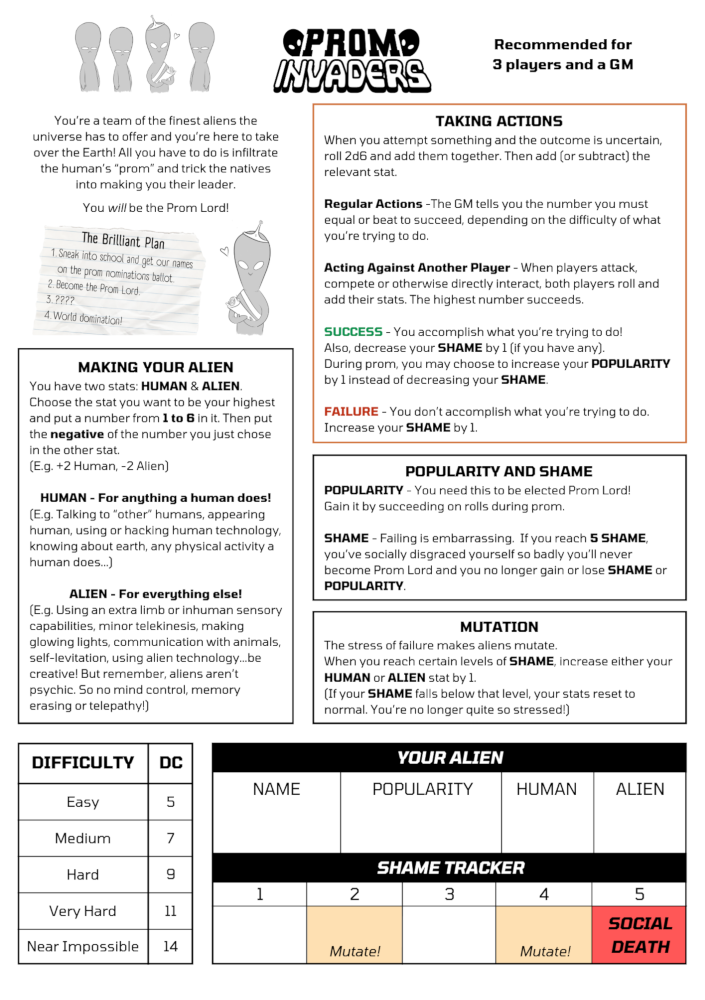 PROM
INVADERS
Recommended for
3 players and a GM
You're a team of the finest aliens the
universe has to offer and you're here to take
over the Earth! All you have to do is infiltrate
the human's "prom" and trick the natives
into making you their leader.
You will be the Prom Lord!
The Brilliant Plan
1. Sneak into school and get our names
on the prom nominations ballot.
2. Become the Prom Lord.
3. ????
4. World domination!
MAKING YOUR ALIEN
You have two stats: HUMAN & ALIEN.
Choose the stat you want to be your highest
and put a number from 1 to 6 in it. Then put
the negative of the number you just chose
in the other stat.
(E.g. +2 Human, -2 Alien)
HUMAN - For anything a human does!
(E.g. Talking to "other" humans, appearing
human, using or hacking human technology,
knowing about earth, any physical activity a
human does...)
ALIEN - For everything else!
(E.g. Using an extra limb or inhuman sensory
capabilities, minor telekinesis, making
glowing lights, communication with animals,
self-levitation, using alien technology...be
creative! But remember, aliens aren't
psychic. So no mind control, memory
erasing or telepathy!)
TAKING ACTIONS
When you attempt something and the outcome is uncertain,
roll 2d6 and add them together. Then add (or subtract) the
relevant stat.
Regular Actions -The GM tells you the number you must
equal or beat to succeed, depending on the difficulty of what
you're trying to do.
Acting Against Another Player - When players attack,
compete or otherwise directly interact, both players roll and
add their stats. The highest number succeeds.
SUCCESS - You accomplish what you're trying to do!
Also, decrease your SHAME by 1 (if you have any).
During prom, you may choose to increase your POPULARITY
by 1 instead of decreasing your SHAME.
FAILURE - You don't accomplish what you're trying to do.
Increase your SHAME by 1.
POPULARITY AND SHAME
POPULARITY - You need this to be elected Prom Lord!
Gain it by succeeding on rolls during prom.
SHAME - Failing is embarrassing. If you reach 5 SHAME,
you've socially disgraced yourself so badly you'll never
become Prom Lord and you no longer gain or lose SHAME or
POPULARITY.
MUTATION
The stress of failure makes aliens mutate.
When you reach certain levels of SHAME, increase either your
HUMAN or ALIEN stat by 1.
(If your SHAME falls below that level, your stats reset to
normal. You're no longer quite so stressed!)
DIFFICULTY DC
Easy 5
Medium 7
Hard 9
Very Hard 11
Near Impossible 14
YOUR ALIEN
NAME POPULARITY HUMAN ALIEN
SHAME TRACKER
1 2 3 4 5
Mutate! Mutate! SOCIAL
DEATH